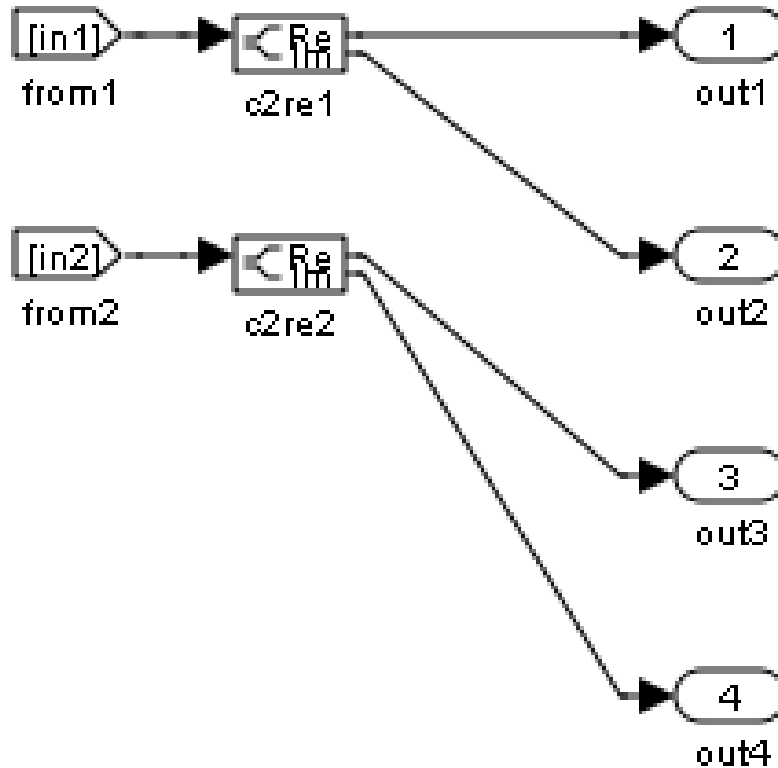 [in1]
Re
Im
1
from1
c2re1
out1
[in2]
Re
Im
2
from2
c2re2
out2
3
out3
4
out4